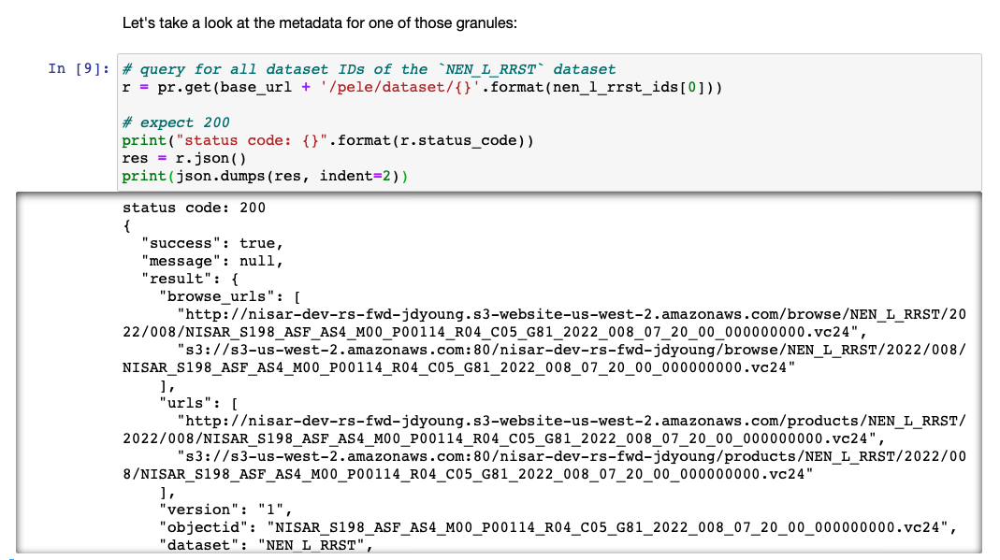 Let's take a look at the metadata for one of those granules:
In [9]: # query for all dataset IDs of the `NEN_L_RRST` dataset
r = pr.get(base_url + '/pele/dataset/{}'.format(nen_l_rrst_ids[0]))
# expect 200
print("status code: {}".format(r.status_code))
res = r.json()
print(json.dumps(res, indent=2))
status code: 200
{
  "success": true,
  "message": null,
  "result": {
    "browse_urls": [
      "http://nisar-dev-rs-fwd-jdyoung.s3-website-us-west-2.amazonaws.com/browse/NEN_L_RRST/20
22/008/NISAR_S198_ASF_AS4_M00_P00114_R04_C05_G81_2022_008_07_20_00_000000000.vc24",
      "s3://s3-us-west-2.amazonaws.com:80/nisar-dev-rs-fwd-jdyoung/browse/NEN_L_RRST/2022/008/
NISAR_S198_ASF_AS4_M00_P00114_R04_C05_G81_2022_008_07_20_00_000000000.vc24"
    ],
    "urls": [
      "http://nisar-dev-rs-fwd-jdyoung.s3-website-us-west-2.amazonaws.com/products/NEN_L_RRST/
2022/008/NISAR_S198_ASF_AS4_M00_P00114_R04_C05_G81_2022_008_07_20_00_000000000.vc24",
      "s3://s3-us-west-2.amazonaws.com:80/nisar-dev-rs-fwd-jdyoung/products/NEN_L_RRST/2022/00
8/NISAR_S198_ASF_AS4_M00_P00114_R04_C05_G81_2022_008_07_20_00_000000000.vc24"
    ],
    "version": "1",
    "objectid": "NISAR_S198_ASF_AS4_M00_P00114_R04_C05_G81_2022_008_07_20_00_000000000.vc24",
    "dataset": "NEN_L_RRST",